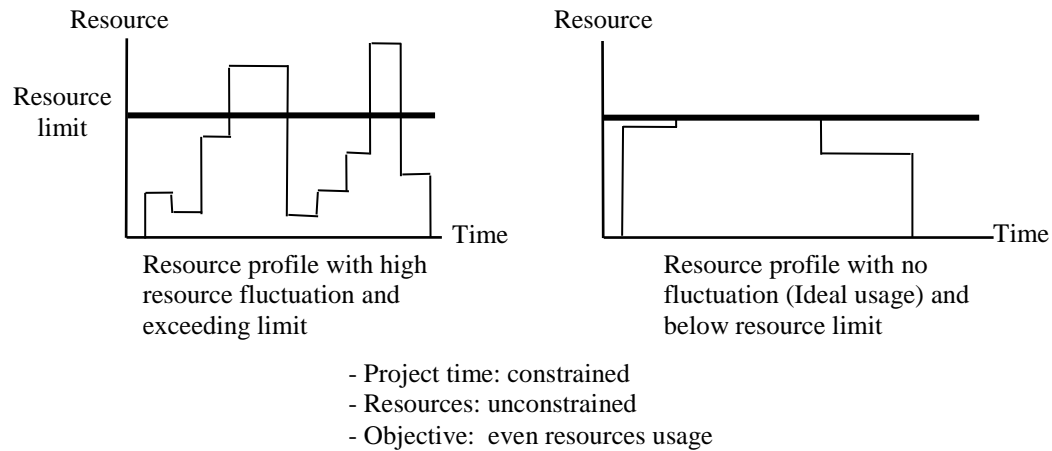 Resource
Resource
limit
Time
Resource profile with high
resource fluctuation and
exceeding limit
Resource
Time
Resource profile with no
fluctuation (Ideal usage) and
below resource limit
- Project time: constrained
- Resources: unconstrained
- Objective: even resources usage